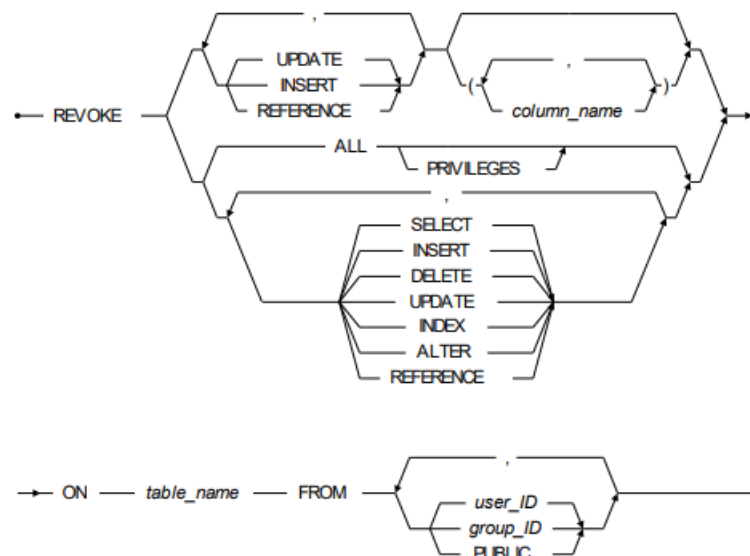 ,
UPDATE
INSERT
REFERENCE
( , )
column_name
REVOKE
ALL
PRIVILEGES
,
SELECT
INSERT
DELETE
UPDATE
INDEX
ALTER
REFERENCE
,
ON table_name FROM
user_ID
group_ID
PUBLIC